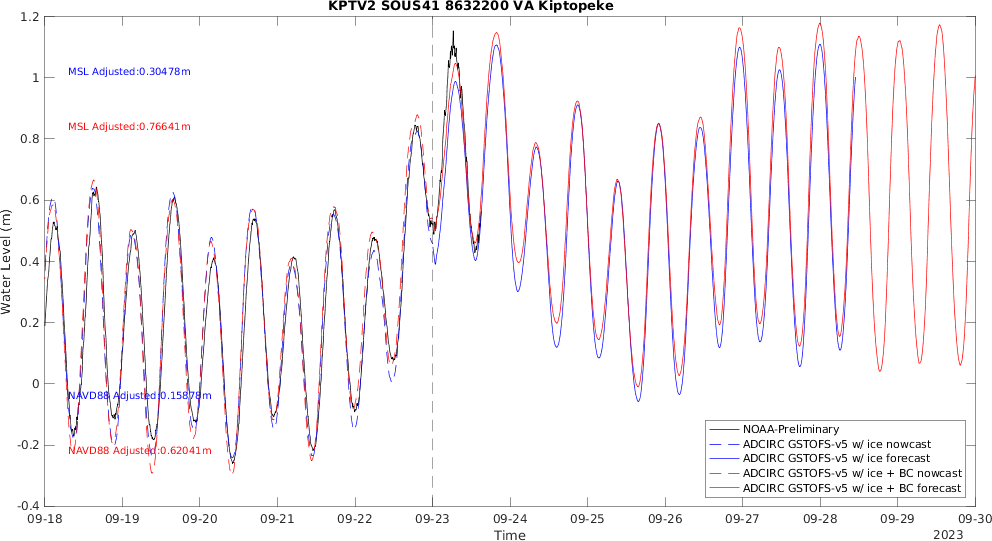 KPTV2 SOUS41 8632200 VA Kiptopeke
1.2
1
0.8
0.6
0.4
0.2
0
-0.2
-0.4
Water Level (m)
MSL Adjusted:0.30478m
MSL Adjusted:0.76641m
NAVD88 Adjusted:0.15878m
NAVD88 Adjusted:0.62041m
NOAA-Preliminary
ADCIRC GSTOFS-v5 w/ ice nowcast
ADCIRC GSTOFS-v5 w/ ice forecast
ADCIRC GSTOFS-v5 w/ ice + BC nowcast
ADCIRC GSTOFS-v5 w/ ice + BC forecast
09-18 09-19 09-20 09-21 09-22 09-23 09-24 09-25 09-26 09-27 09-28 09-29 09-30
Time
2023